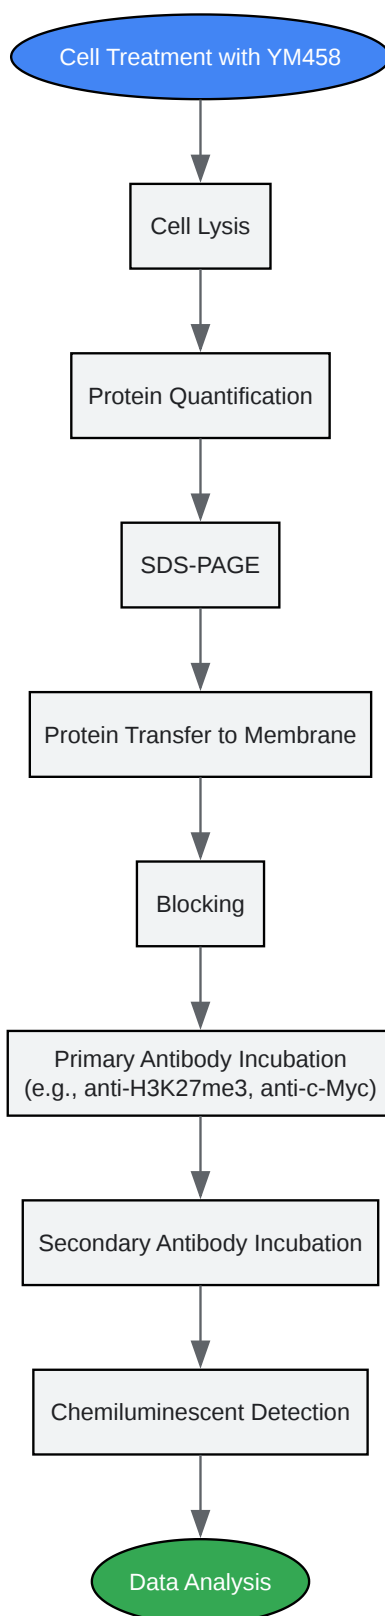 Cell Treatment with YM458
Cell Lysis
Protein Quantification
SDS-PAGE
Protein Transfer to Membrane
Blocking
Primary Antibody Incubation
(e.g., anti-H3K27me3, anti-c-Myc)
Secondary Antibody Incubation
Chemiluminescent Detection
Data Analysis